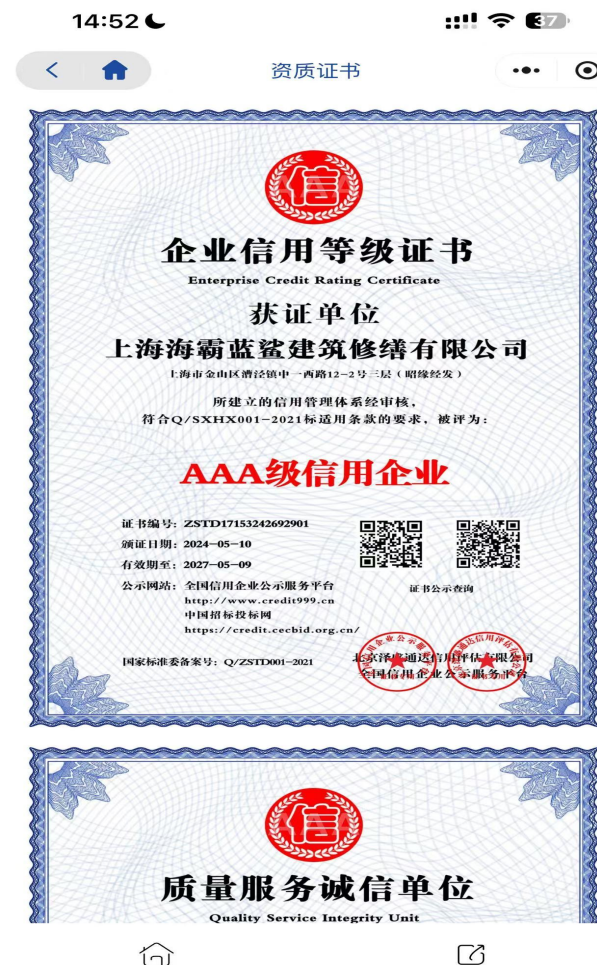 14:52
37
资质证书
信
企业信用等级证书
Enterprise Credit Rating Certificate
获证单位
上海海霸蓝鲨建筑修缮有限公司
上海市金山区漕泾镇中一西路12-2号三层（昭缘经发）
所建立的信用管理体系经审核，
符合Q/SXHX001-2021标适用条款的要求，被评为：
AAA级信用企业
证书编号：ZSTD17153242692901
颁证日期：2024-05-10
有效期至：2027-05-09
公示网站：全国信用企业公示服务平台
http://www.credit999.cn
中国招标投标网
https://credit.cecbid.org.cn/
证书公示查询
国家标准委备案号：Q/ZSTD001-2021
北京泽 通达信用评估有限公司
全国信用企业公示服务平台
信
质量服务诚信单位
Quality Service Integrity Unit